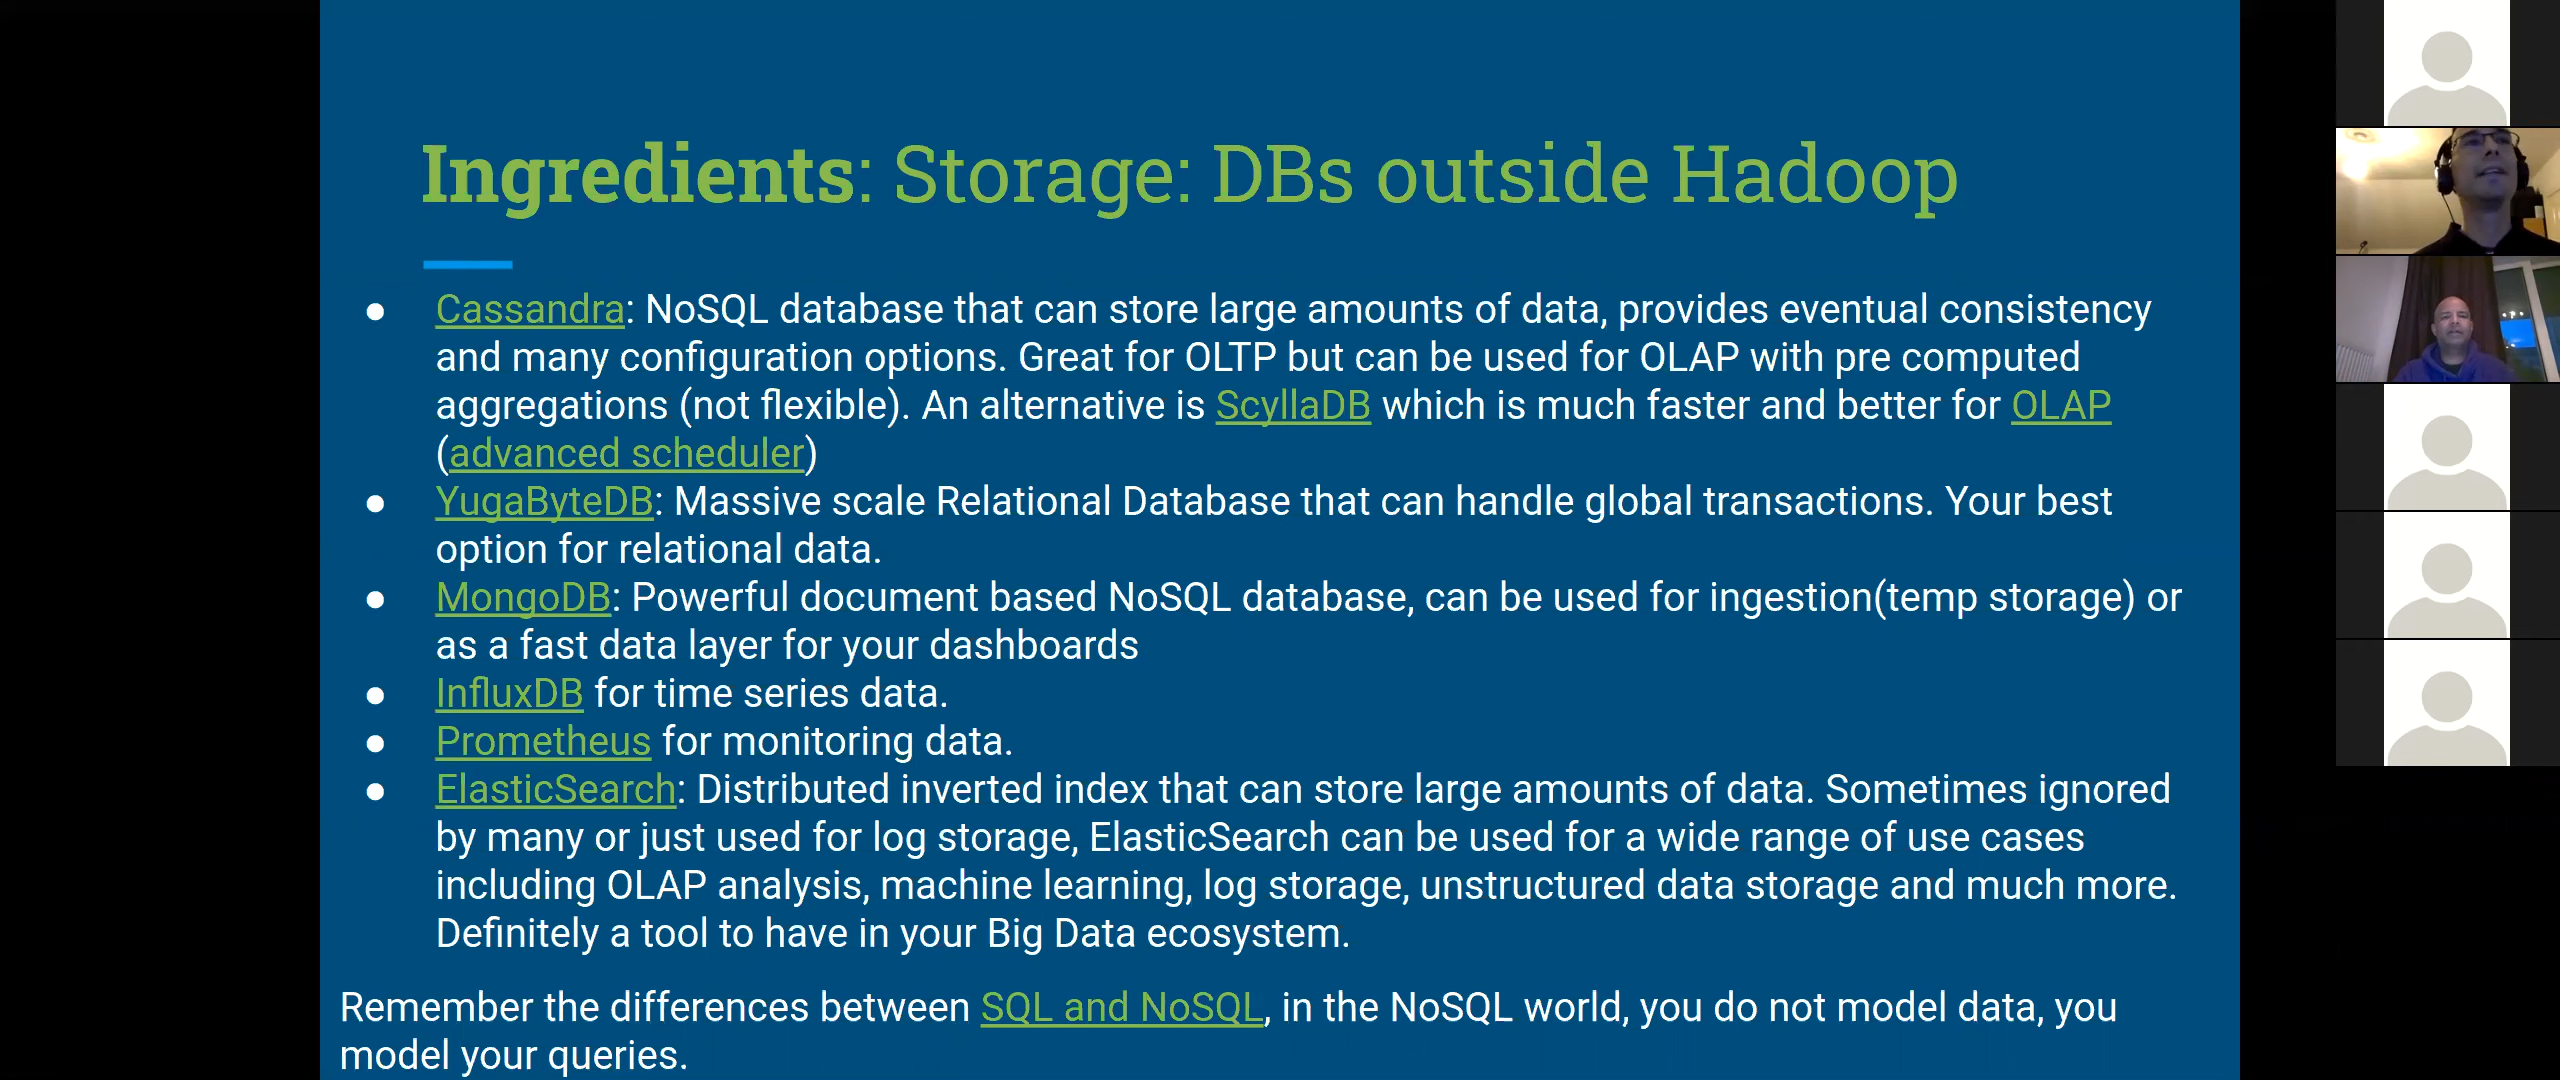 Ingredients: Storage: DBs outside Hadoop
● Cassandra: NoSQL database that can store large amounts of data, provides eventual consistency
and many configuration options. Great for OLTP but can be used for OLAP with pre computed
aggregations (not flexible). An alternative is ScyllaDB which is much faster and better for OLAP
(advanced scheduler)
● YugaByteDB: Massive scale Relational Database that can handle global transactions. Your best
option for relational data.
● MongoDB: Powerful document based NoSQL database, can be used for ingestion(temp storage) or
as a fast data layer for your dashboards
● InfluxDB for time series data.
● Prometheus for monitoring data.
● ElasticSearch: Distributed inverted index that can store large amounts of data. Sometimes ignored
by many or just used for log storage, ElasticSearch can be used for a wide range of use cases
including OLAP analysis, machine learning, log storage, unstructured data storage and much more.
Definitely a tool to have in your Big Data ecosystem.
Remember the differences between SQL and NoSQL, in the NoSQL world, you do not model data, you
model your queries.